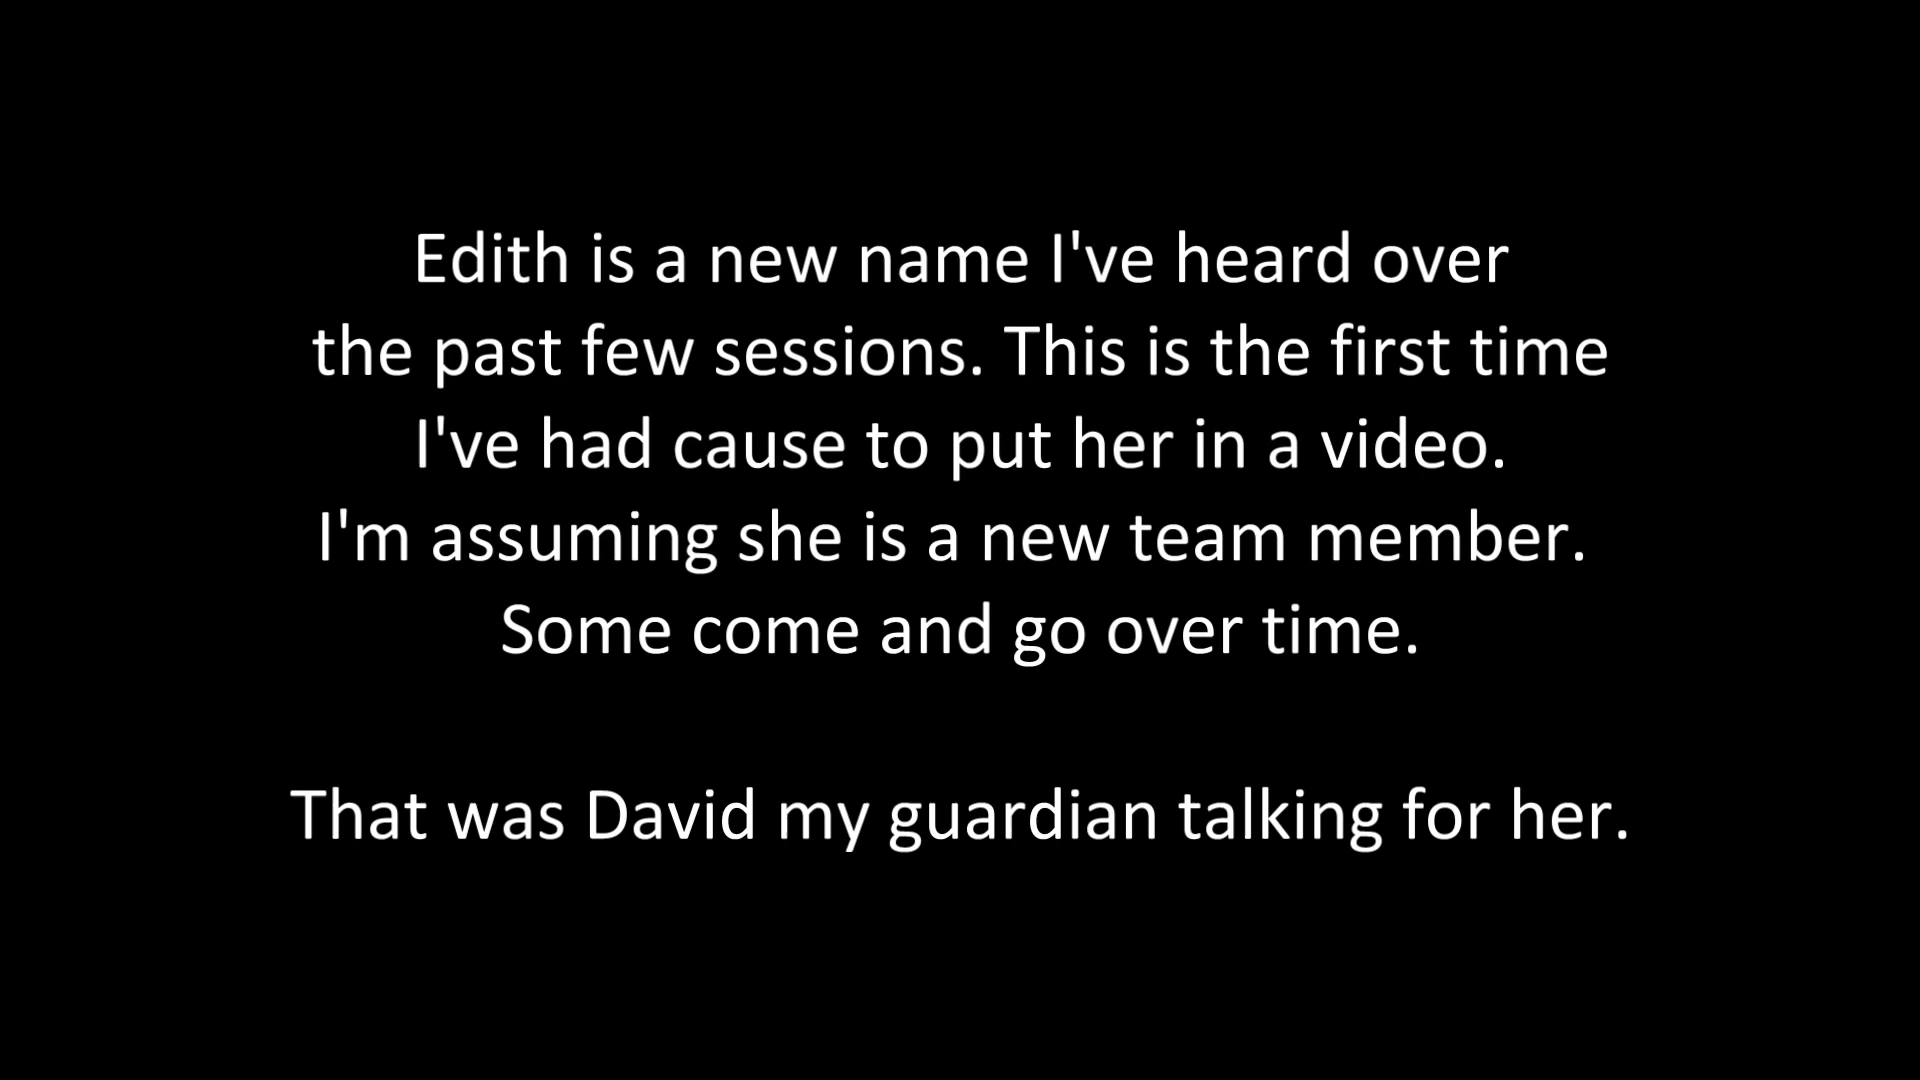 Edith is a new name I've heard over
the past few sessions. This is the first time
I've had cause to put her in a video.
I'm assuming she is a new team member.
Some come and go over time.
That was David my guardian talking for her.